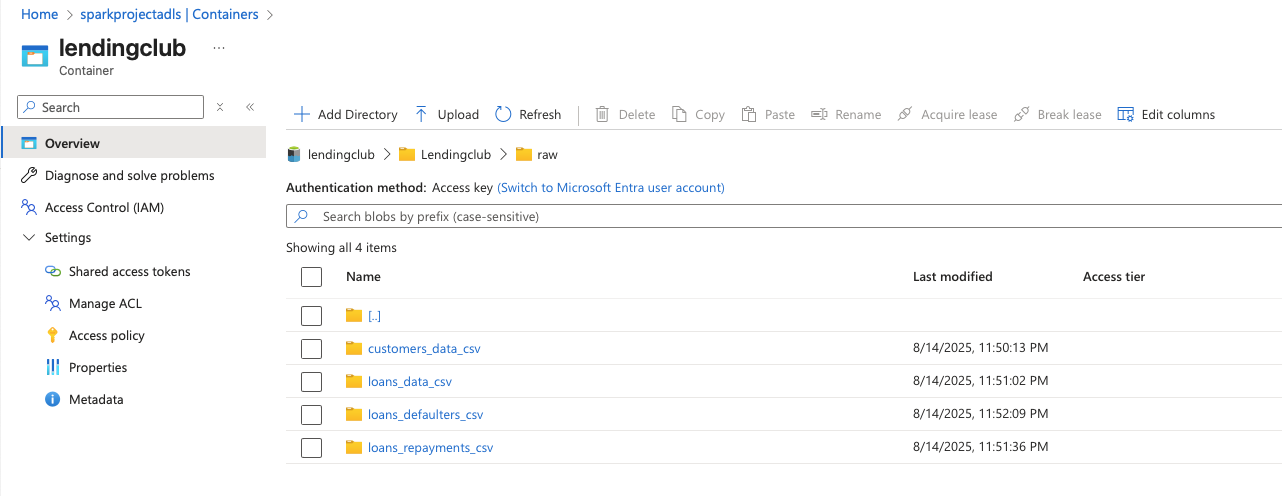 Home > sparkprojectadls | Containers >
lendingclub ...
Container
Search
Overview
Diagnose and solve problems
Access Control (IAM)
Settings
Shared access tokens
Manage ACL
Access policy
Properties
Metadata
Add Directory Upload Refresh Delete Copy Paste Rename Acquire lease Break lease Edit columns
lendingclub > Lendingclub > raw
Authentication method: Access key (Switch to Microsoft Entra user account)
Search blobs by prefix (case-sensitive)
Showing all 4 items
Name Last modified Access tier
[..]
customers_data_csv 8/14/2025, 11:50:13 PM
loans_data_csv 8/14/2025, 11:51:02 PM
loans_defaulters_csv 8/14/2025, 11:52:09 PM
loans_repayments_csv 8/14/2025, 11:51:36 PM